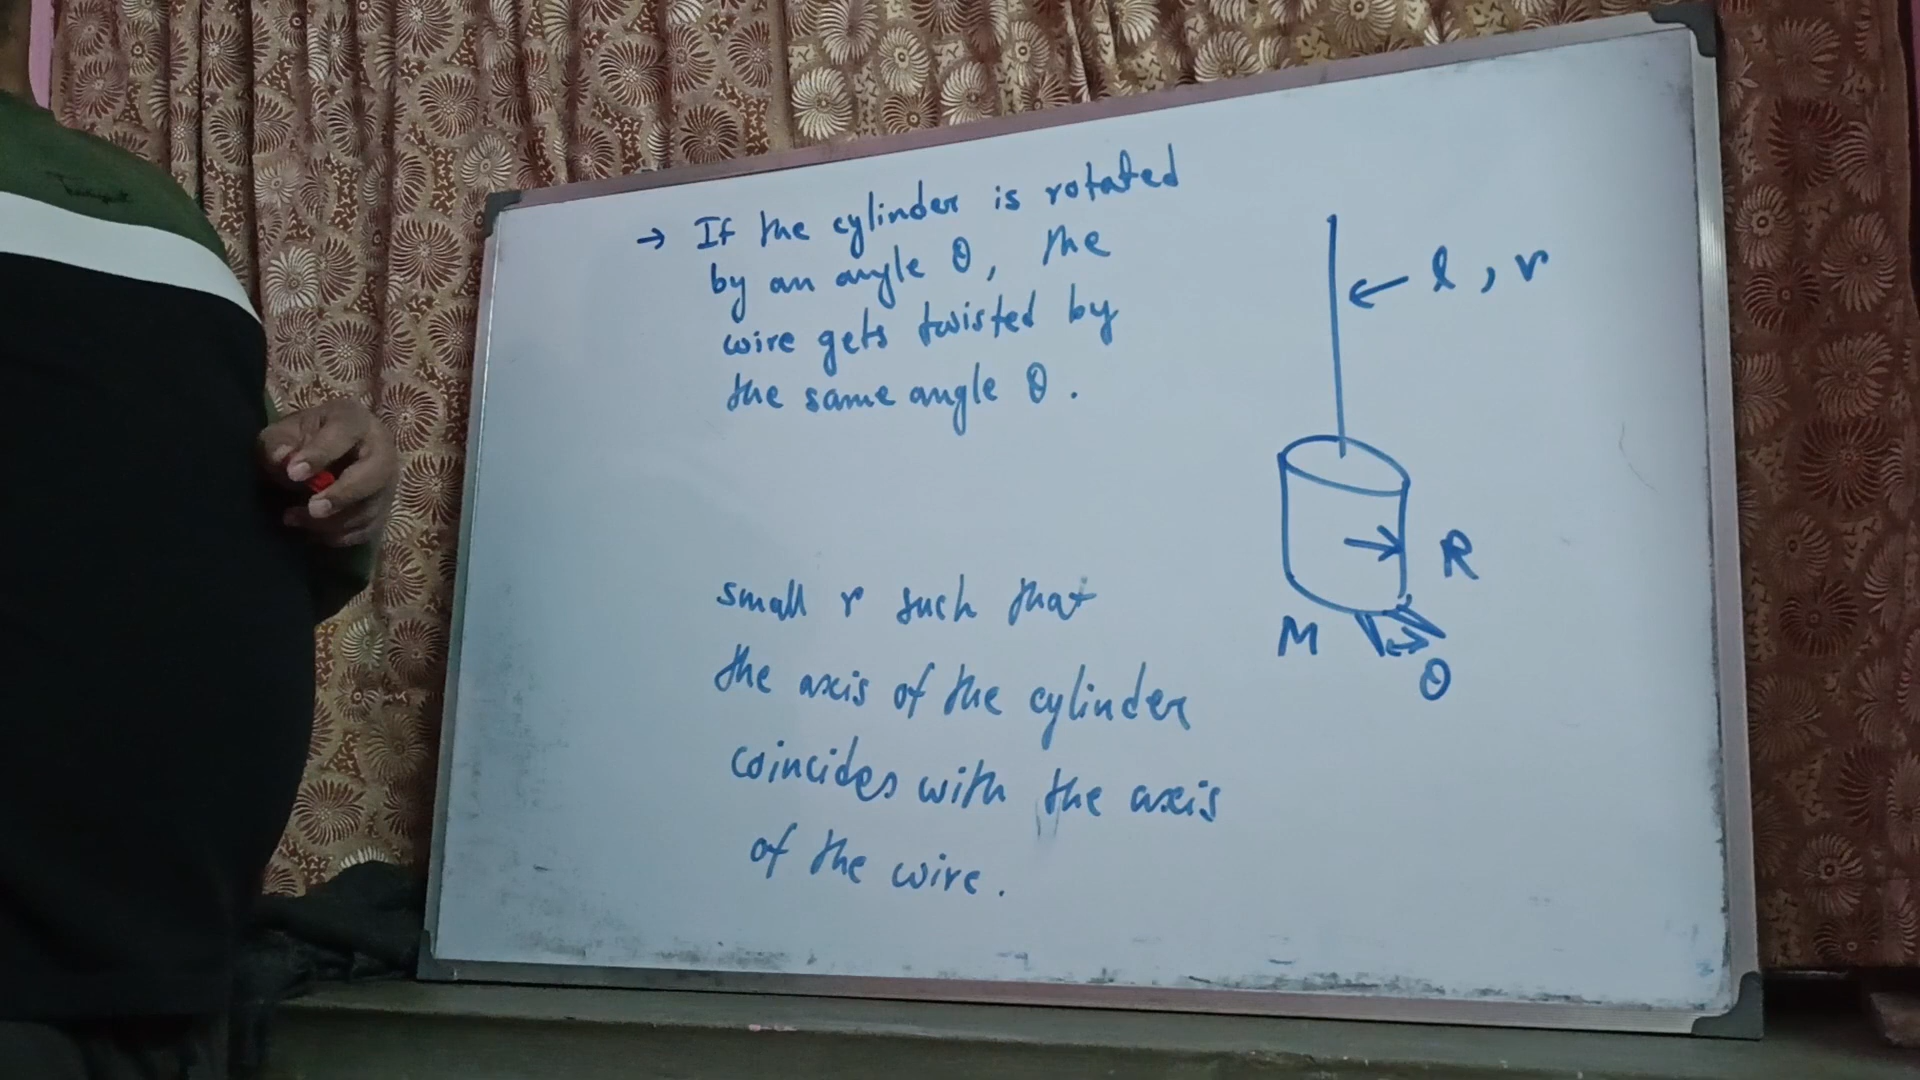 → If the cylinder is rotated
by an angle θ, the
wire gets twisted by
the same angle θ.
← l, r
R
M
θ
small r such that
the axis of the cylinder
coincides with the axis
of the wire.